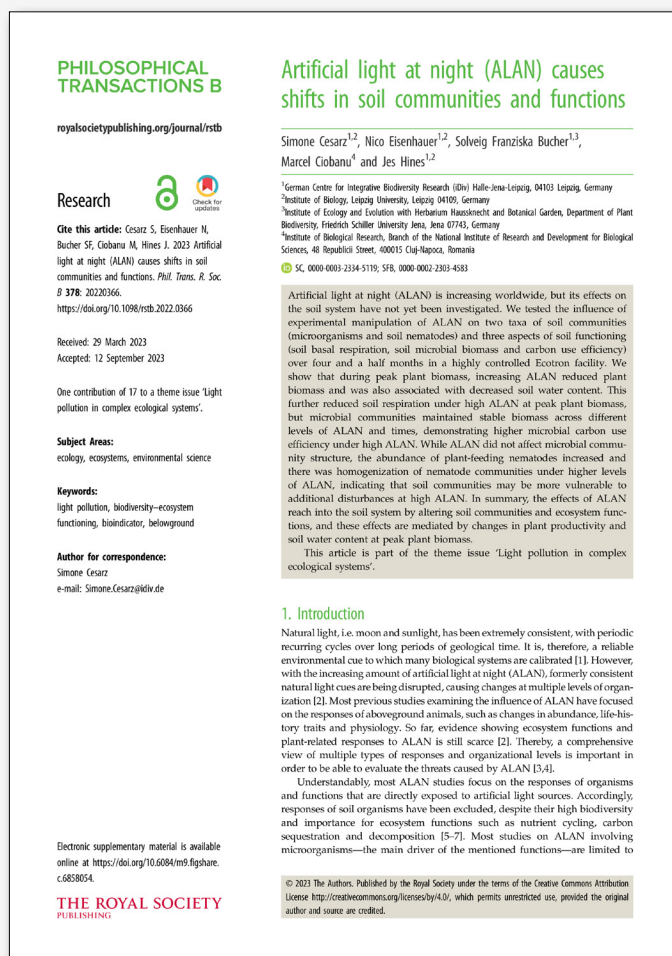 PHILOSOPHICAL
TRANSACTIONS B
royalsocietypublishing.org/journal/rstb
Research
Check for
updates
Cite this article: Cesarz S, Eisenhauer N,
Bucher SF, Ciobanu M, Hines J. 2023 Artificial
light at night (ALAN) causes shifts in soil
communities and functions. Phil. Trans. R. Soc.
B 378: 20220366.
https://doi.org/10.1098/rstb.2022.0366
Received: 29 March 2023
Accepted: 12 September 2023
One contribution of 17 to a theme issue ‘Light
pollution in complex ecological systems’.
Subject Areas:
ecology, ecosystems, environmental science
Keywords:
light pollution, biodiversity–ecosystem
functioning, bioindicator, belowground
Author for correspondence:
Simone Cesarz
e-mail: Simone.Cesarz@idiv.de
Electronic supplementary material is available
online at https://doi.org/10.6084/m9.figshare.
c.6858054.
THE ROYAL SOCIETY
PUBLISHING
Artificial light at night (ALAN) causes
shifts in soil communities and functions
Simone Cesarz1,2, Nico Eisenhauer1,2, Solveig Franziska Bucher1,3,
Marcel Ciobanu4 and Jes Hines1,2
1German Centre for Integrative Biodiversity Research (iDiv) Halle-Jena-Leipzig, 04103 Leipzig, Germany
2Institute of Biology, Leipzig University, Leipzig 04109, Germany
3Institute of Ecology and Evolution with Herbarium Haussknecht and Botanical Garden, Department of Plant
Biodiversity, Friedrich Schiller University Jena, Jena 07743, Germany
4Institute of Biological Research, Branch of the National Institute of Research and Development for Biological
Sciences, 48 Republicii Street, 400015 Cluj-Napoca, Romania
iD SC, 0000-0003-2334-5119; SFB, 0000-0002-2303-4583
Artificial light at night (ALAN) is increasing worldwide, but its effects on
the soil system have not yet been investigated. We tested the influence of
experimental manipulation of ALAN on two taxa of soil communities
(microorganisms and soil nematodes) and three aspects of soil functioning
(soil basal respiration, soil microbial biomass and carbon use efficiency)
over four and a half months in a highly controlled Ecotron facility. We
show that during peak plant biomass, increasing ALAN reduced plant
biomass and was also associated with decreased soil water content. This
further reduced soil respiration under high ALAN at peak plant biomass,
but microbial communities maintained stable biomass across different
levels of ALAN and times, demonstrating higher microbial carbon use
efficiency under high ALAN. While ALAN did not affect microbial commu-
nity structure, the abundance of plant-feeding nematodes increased and
there was homogenization of nematode communities under higher levels
of ALAN, indicating that soil communities may be more vulnerable to
additional disturbances at high ALAN. In summary, the effects of ALAN
reach into the soil system by altering soil communities and ecosystem func-
tions, and these effects are mediated by changes in plant productivity and
soil water content at peak plant biomass.
This article is part of the theme issue ‘Light pollution in complex
ecological systems’.
1. Introduction
Natural light, i.e. moon and sunlight, has been extremely consistent, with periodic
recurring cycles over long periods of geological time. It is, therefore, a reliable
environmental cue to which many biological systems are calibrated [1]. However,
with the increasing amount of artificial light at night (ALAN), formerly consistent
natural light cues are being disrupted, causing changes at multiple levels of organ-
ization [2]. Most previous studies examining the influence of ALAN have focused
on the responses of aboveground animals, such as changes in abundance, life-his-
tory traits and physiology. So far, evidence showing ecosystem functions and
plant-related responses to ALAN is still scarce [2]. Thereby, a comprehensive
view of multiple types of responses and organizational levels is important in
order to be able to evaluate the threats caused by ALAN [3,4].
Understandably, most ALAN studies focus on the responses of organisms
and functions that are directly exposed to artificial light sources. Accordingly,
responses of soil organisms have been excluded, despite their high biodiversity
and importance for ecosystem functions such as nutrient cycling, carbon
sequestration and decomposition [5–7]. Most studies on ALAN involving
microorganisms—the main driver of the mentioned functions—are limited to
© 2023 The Authors. Published by the Royal Society under the terms of the Creative Commons Attribution
License http://creativecommons.org/licenses/by/4.0/, which permits unrestricted use, provided the original
author and source are credited.